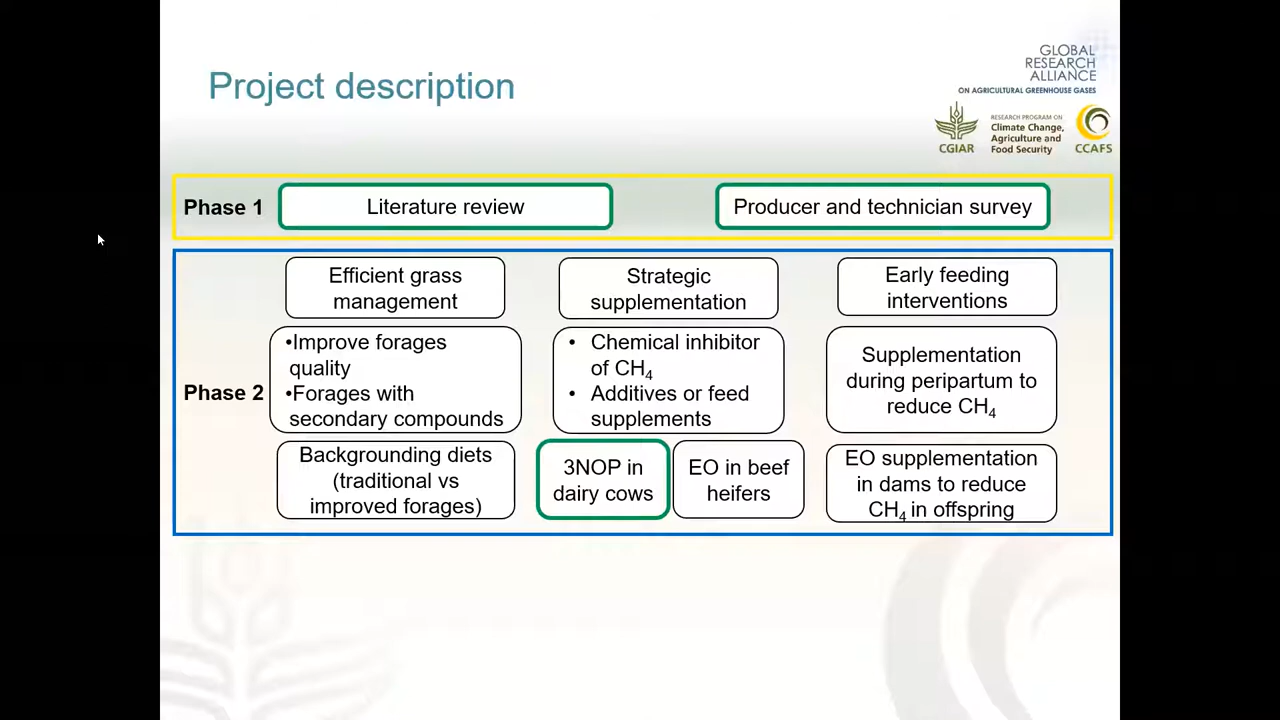 Project description
GLOBAL
RESEARCH
ALLIANCE
ON AGRICULTURAL GREENHOUSE GASES
CGIAR
RESEARCH PROGRAM ON
Climate Change,
Agriculture and
Food Security
CCAFS
Phase 1
Literature review
Producer and technician survey
Phase 2
Efficient grass
management
Strategic
supplementation
Early feeding
interventions
•Improve forages
quality
•Forages with
secondary compounds
• Chemical inhibitor
of CH₄
• Additives or feed
supplements
Supplementation
during peripartum to
reduce CH₄
Backgrounding diets
(traditional vs
improved forages)
3NOP in
dairy cows
EO in beef
heifers
EO supplementation
in dams to reduce
CH₄ in offspring